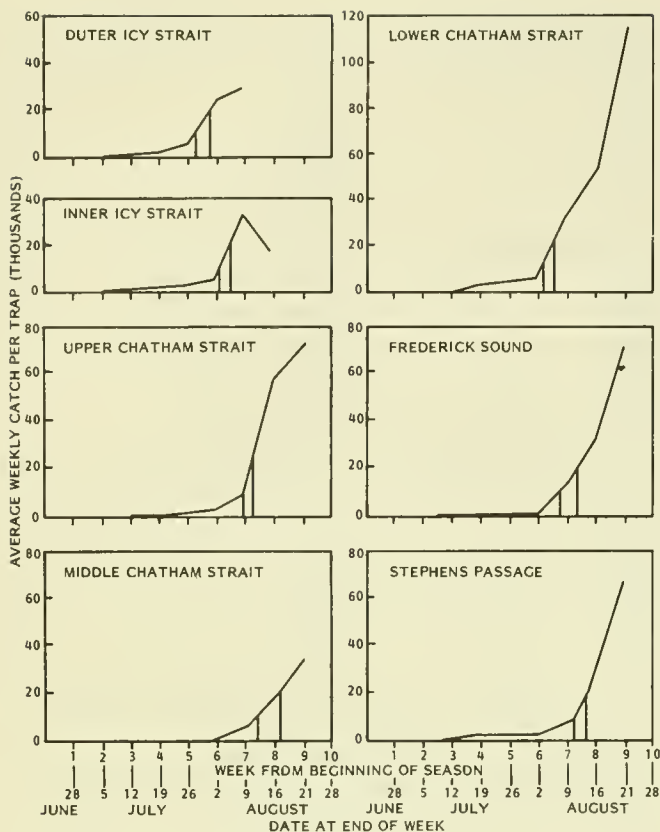 DUTER ICY STRAIT
40
20
0
INNER ICY STRAIT
40
20
0
UPPER CHATHAM STRAIT
80
60
40
20
0
MIDDLE CHATHAM STRAIT
80
60
40
20
0
AVERAGE WEEKLY CATCH PER TRAP (THOUSANDS)
LOWER CHATHAM STRAIT
120
100
80
60
40
20
0
FREDERICK SOUND
80
60
40
20
0
STEPHENS PASSAGE
80
60
40
20
0
1 2 3 4 5 6 7 8 9 10 1 2 3 4 5 6 7 8 9 10
WEEK FROM BEGINNING OF SEASON
28 5 12 19 26 2 9 16 21 28 28 5 12 19 26 2 9 16 21 28
JUNE JULY AUGUST JUNE JULY AUGUST
DATE AT END OF WEEK